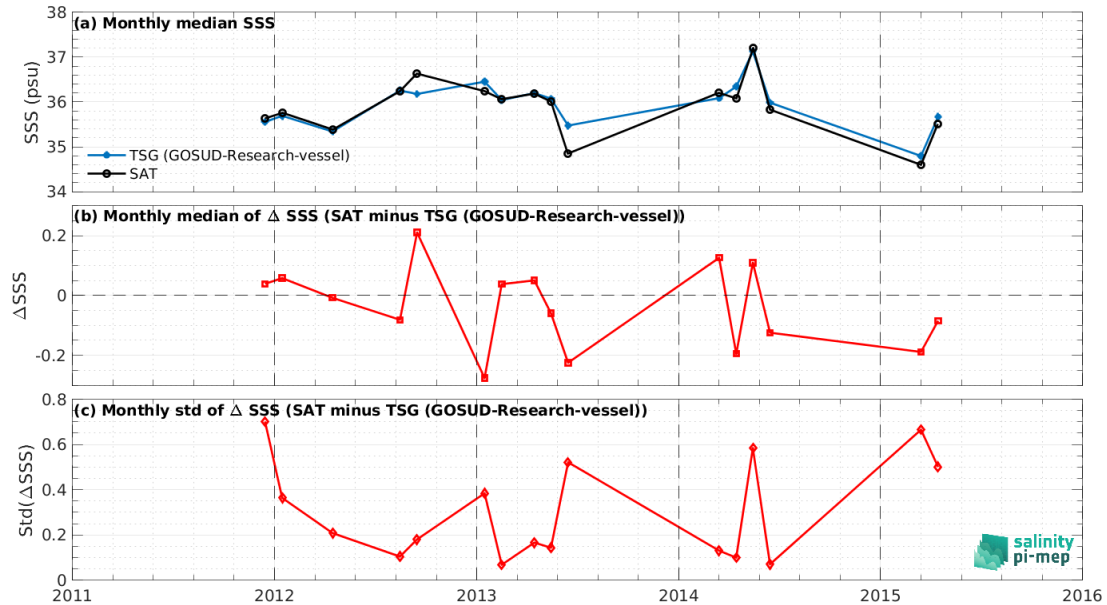 (a) Monthly median SSS
38
37
36
35
34
SSS (psu)
TSG (GOSUD-Research-vessel)
SAT
(b) Monthly median of Δ SSS (SAT minus TSG (GOSUD-Research-vessel))
0.2
0
-0.2
ΔSSS
(c) Monthly std of Δ SSS (SAT minus TSG (GOSUD-Research-vessel))
0.8
0.6
0.4
0.2
0
Std(ΔSSS)
salinity
pi-mep
2011 2012 2013 2014 2015 2016